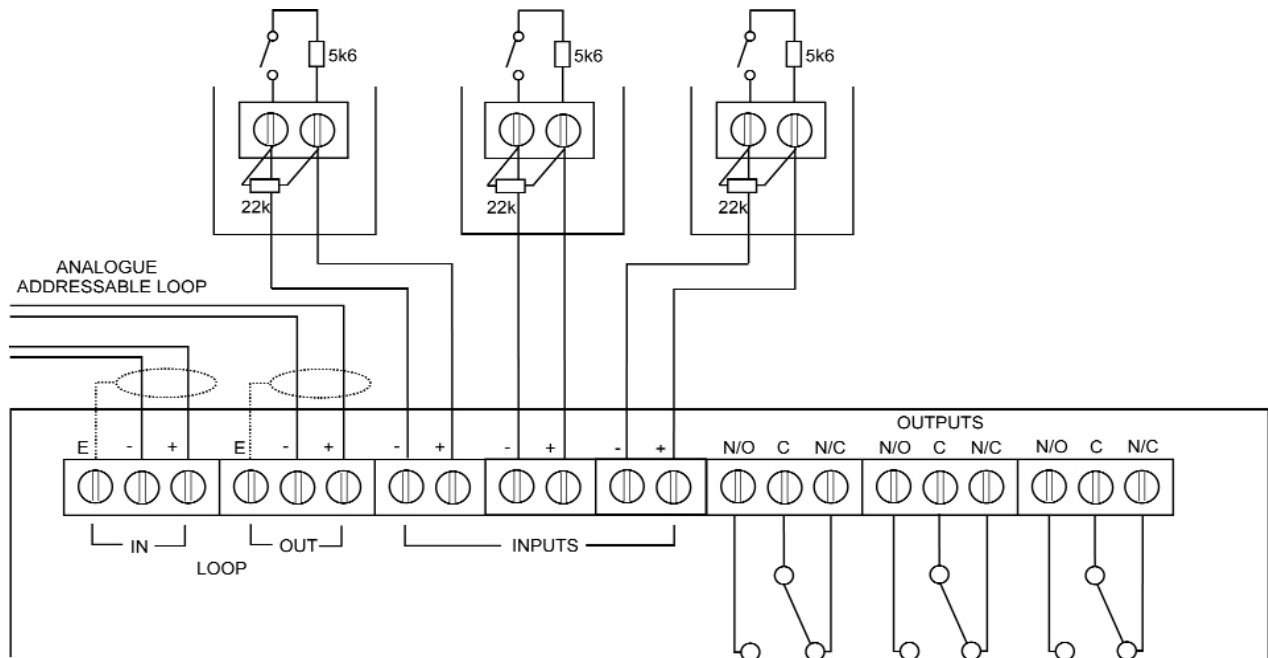 5k6 5k6 5k6
22k 22k 22k
ANALOGUE
ADDRESSABLE LOOP
OUTPUTS
E - + E - + - + - + - + N/O C N/C N/O C N/C N/O C N/C
IN OUT INPUTS
LOOP